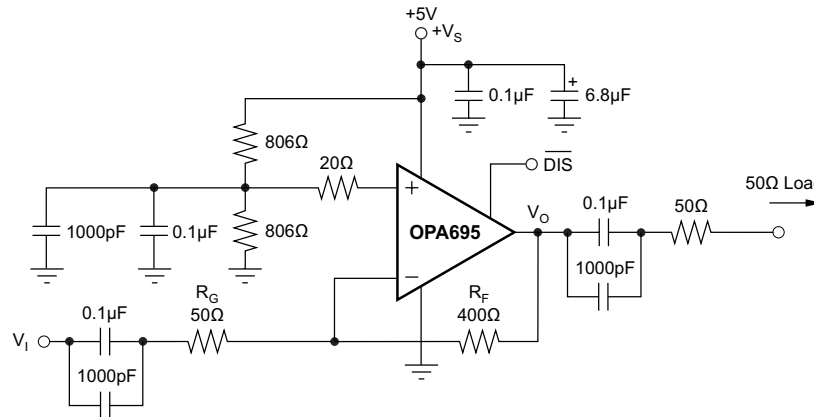 +5V
+V_S
0.1µF
6.8µF
806Ω
20Ω
DIS
50Ω Load
1000pF
0.1µF
806Ω
+
OPA695
−
V_O
0.1µF
50Ω
1000pF
R_G
50Ω
R_F
400Ω
0.1µF
V_I
1000pF
+